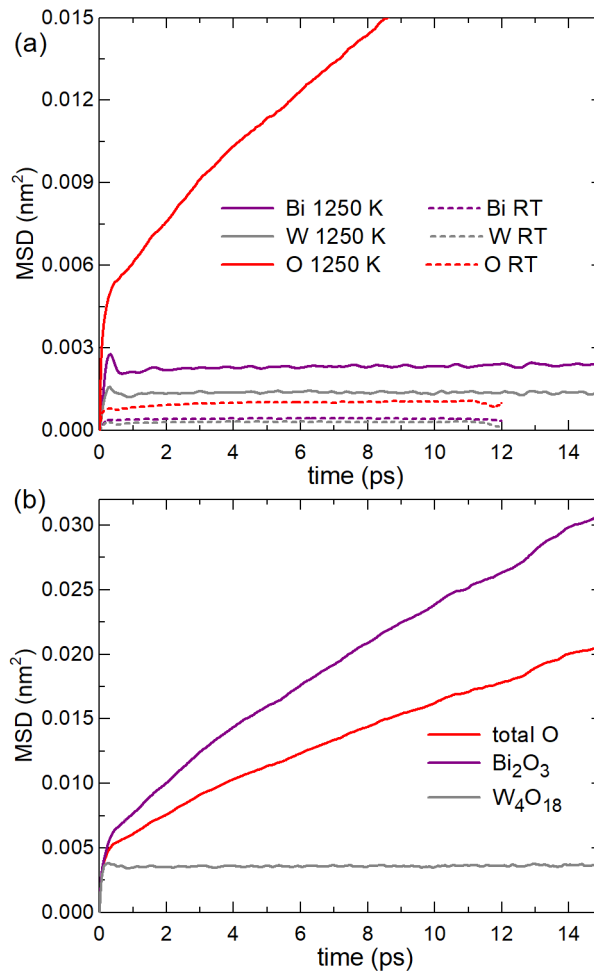 (a)
0.015
0.012
0.009
0.006
0.003
0.000
MSD (nm²)
Bi 1250 K
Bi RT
W 1250 K
W RT
O 1250 K
O RT
0 2 4 6 8 10 12 14
time (ps)
(b)
0.030
0.025
0.020
0.015
0.010
0.005
0.000
MSD (nm²)
total O
Bi₂O₃
W₄O₁₈
0 2 4 6 8 10 12 14
time (ps)